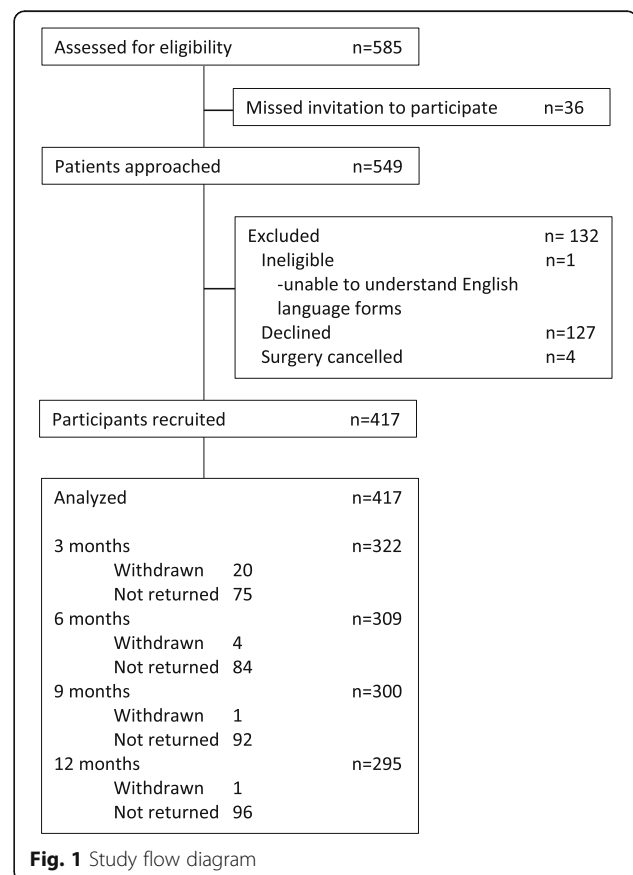 Assessed for eligibility n=585
Missed invitation to participate n=36
Patients approached n=549
Excluded n= 132
Ineligible n=1
-unable to understand English
language forms
Declined n=127
Surgery cancelled n=4
Participants recruited n=417
Analyzed n=417
3 months n=322
Withdrawn 20
Not returned 75
6 months n=309
Withdrawn 4
Not returned 84
9 months n=300
Withdrawn 1
Not returned 92
12 months n=295
Withdrawn 1
Not returned 96
Fig. 1 Study flow diagram